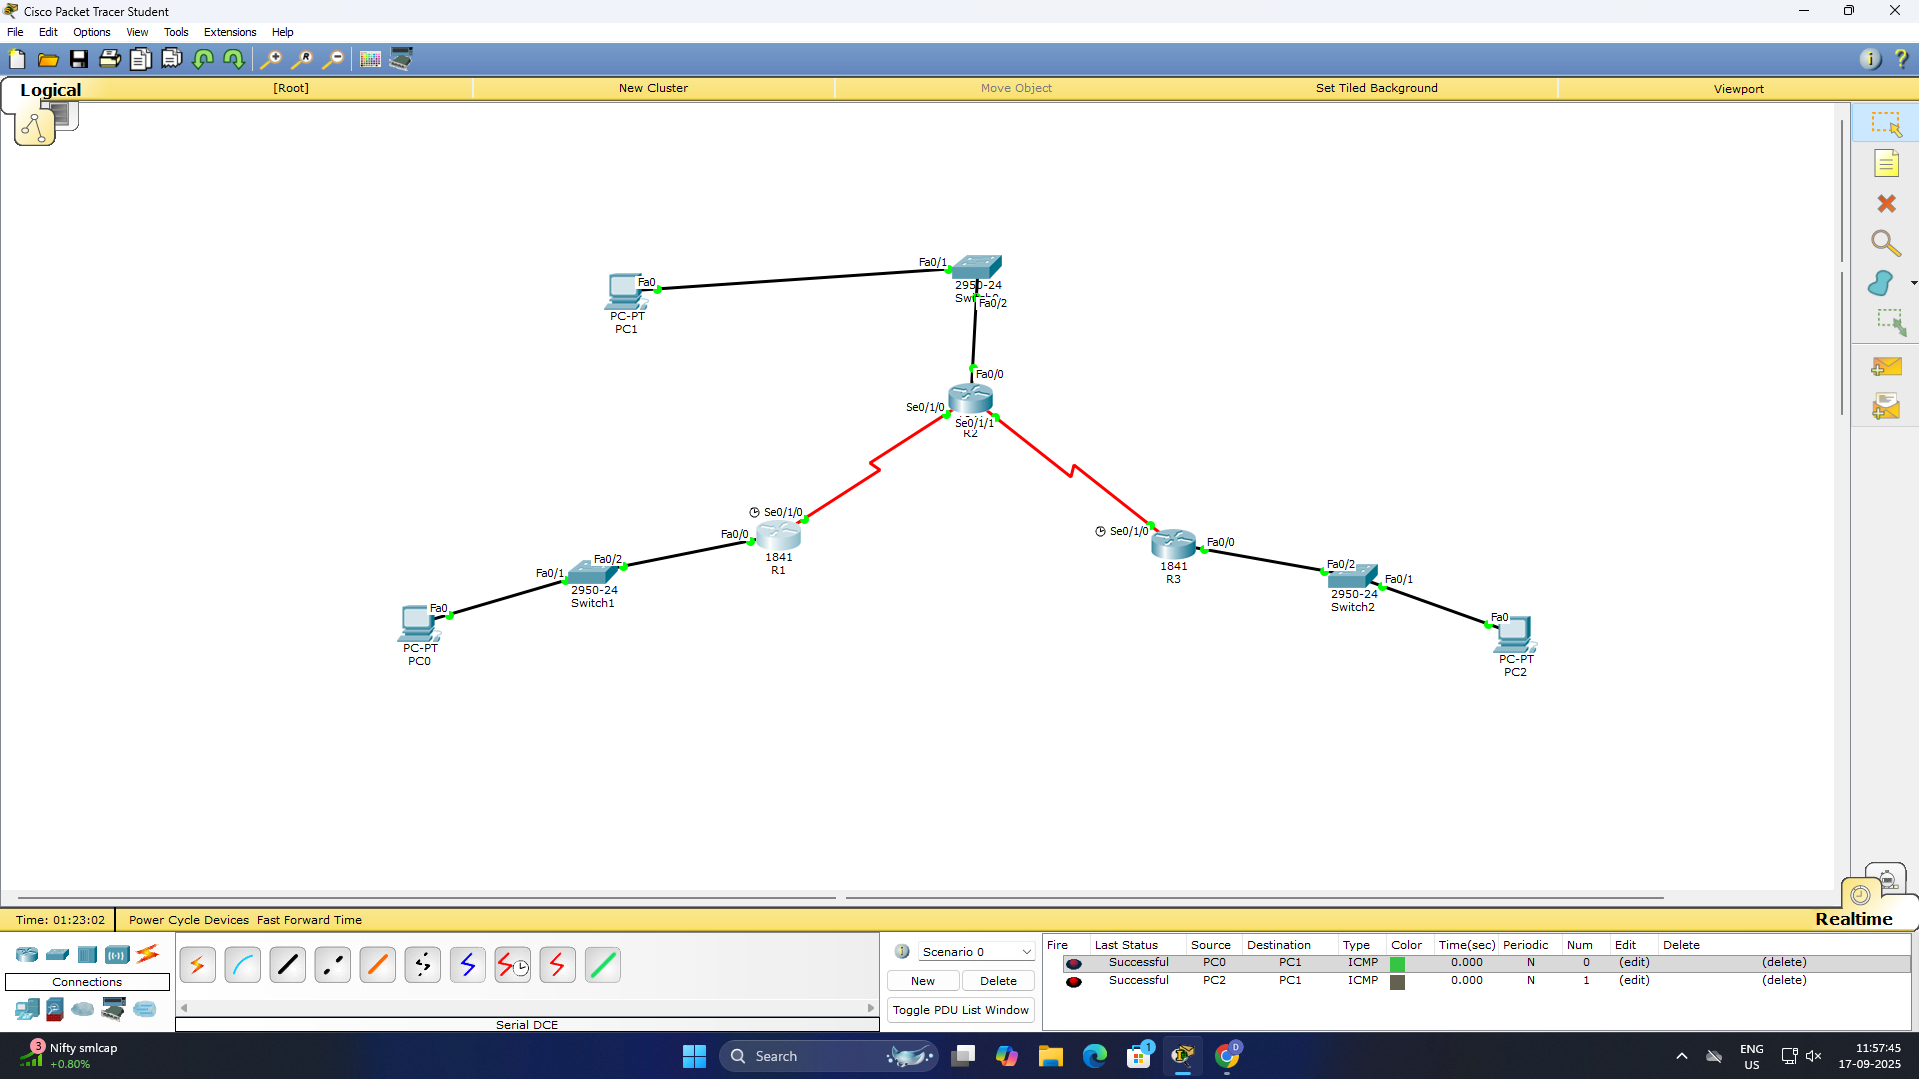 Cisco Packet Tracer Student
File Edit Options View Tools Extensions Help
Logical [Root] New Cluster Move Object Set Tiled Background Viewport
Fa0/1
2950-24
Fa0/2
Fa0
PC-PT
PC1
Fa0/0
Se0/1/0
Se0/1/1
R2
Se0/1/0
Fa0/0
1841
R1
Se0/1/0
Fa0/0
1841
R3
Fa0/2
Fa0/1
2950-24
Switch1
Fa0/2
Fa0/1
2950-24
Switch2
Fa0
PC-PT
PC0
Fa0
PC-PT
PC2
Time: 01:23:02 Power Cycle Devices Fast Forward Time
Realtime
Connections
Serial DCE
Scenario 0
New Delete
Toggle PDU List Window
Fire Last Status Source Destination Type Color Time(sec) Periodic Num Edit Delete
Successful PC0 PC1 ICMP 0.000 N 0 (edit) (delete)
Successful PC2 PC1 ICMP 0.000 N 1 (edit) (delete)
3
Nifty smlcap
+0.80%
Search
1
D
ENG
US
11:57:45
17-09-2025